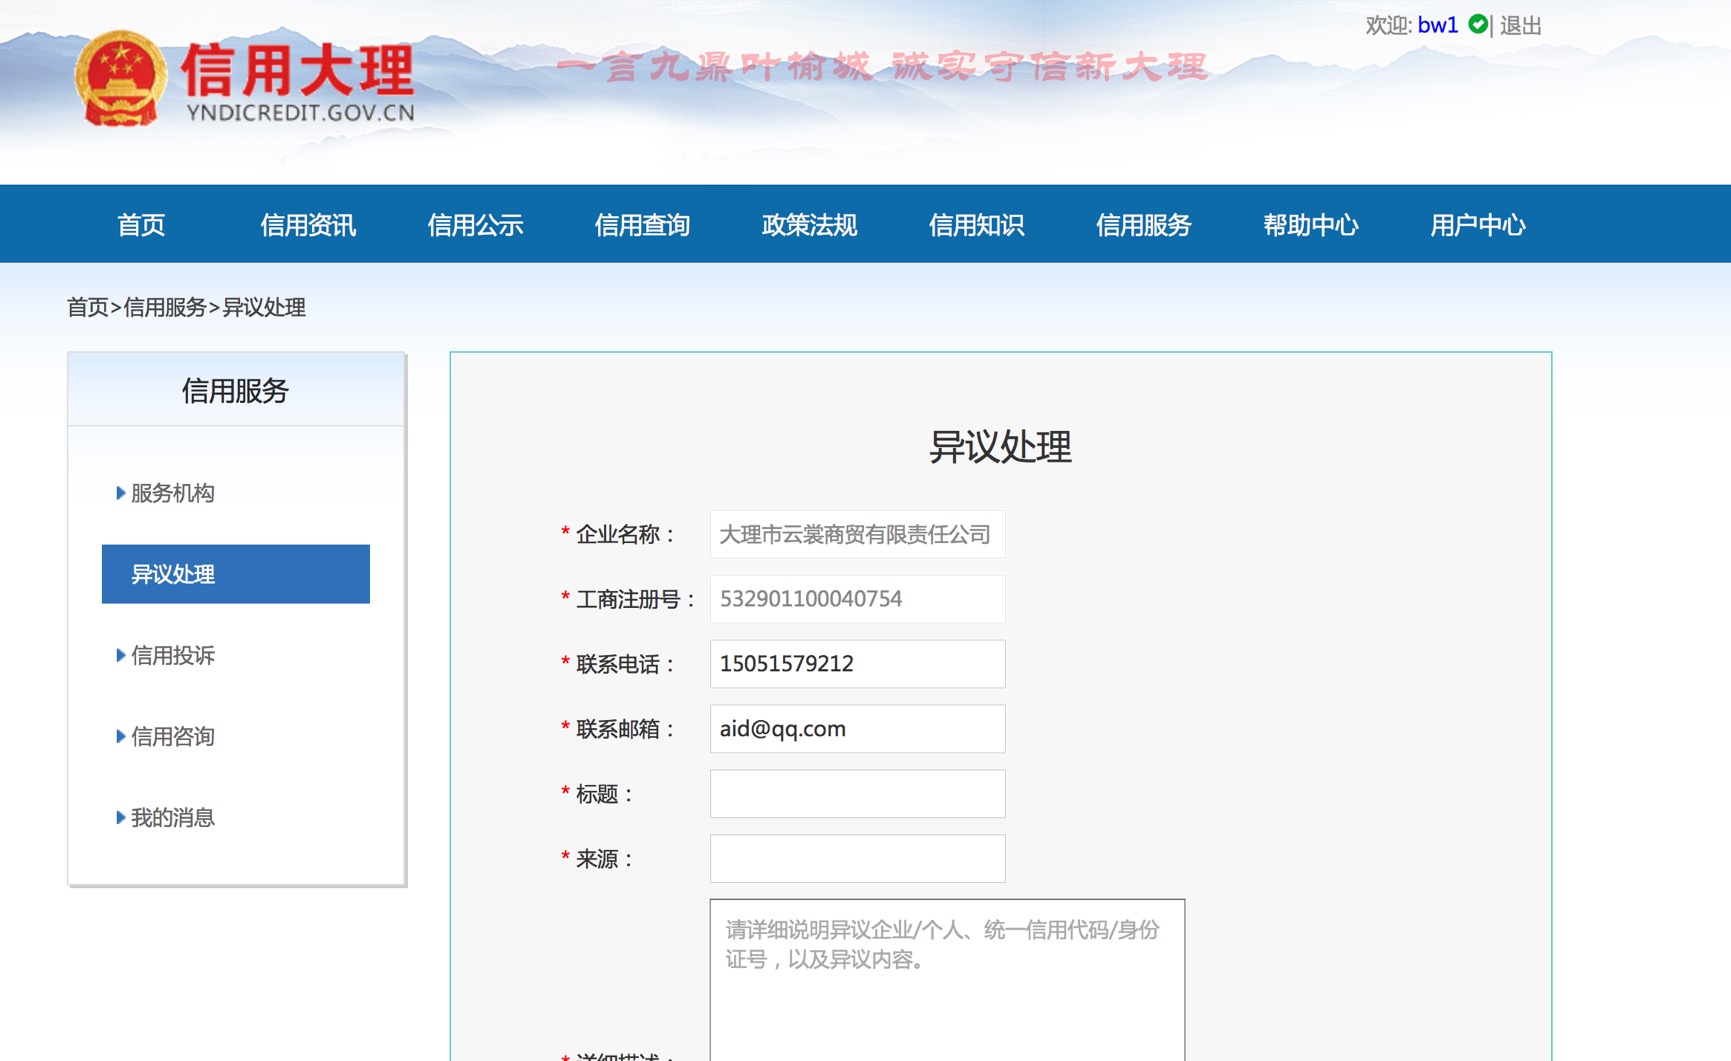 欢迎: bw1 | 退出
信用大理
YNDICREDIT.GOV.CN
一言九鼎叶榆城 诚实守信新大理
首页 信用资讯 信用公示 信用查询 政策法规 信用知识 信用服务 帮助中心 用户中心
首页>信用服务>异议处理
信用服务
服务机构
异议处理
信用投诉
信用咨询
我的消息
异议处理
* 企业名称： 大理市云裳商贸有限责任公司
* 工商注册号： 532901100040754
* 联系电话： 15051579212
* 联系邮箱： aid@qq.com
* 标题：
* 来源：
请详细说明异议企业/个人、统一信用代码/身份
证号，以及异议内容。
* 详细描述：